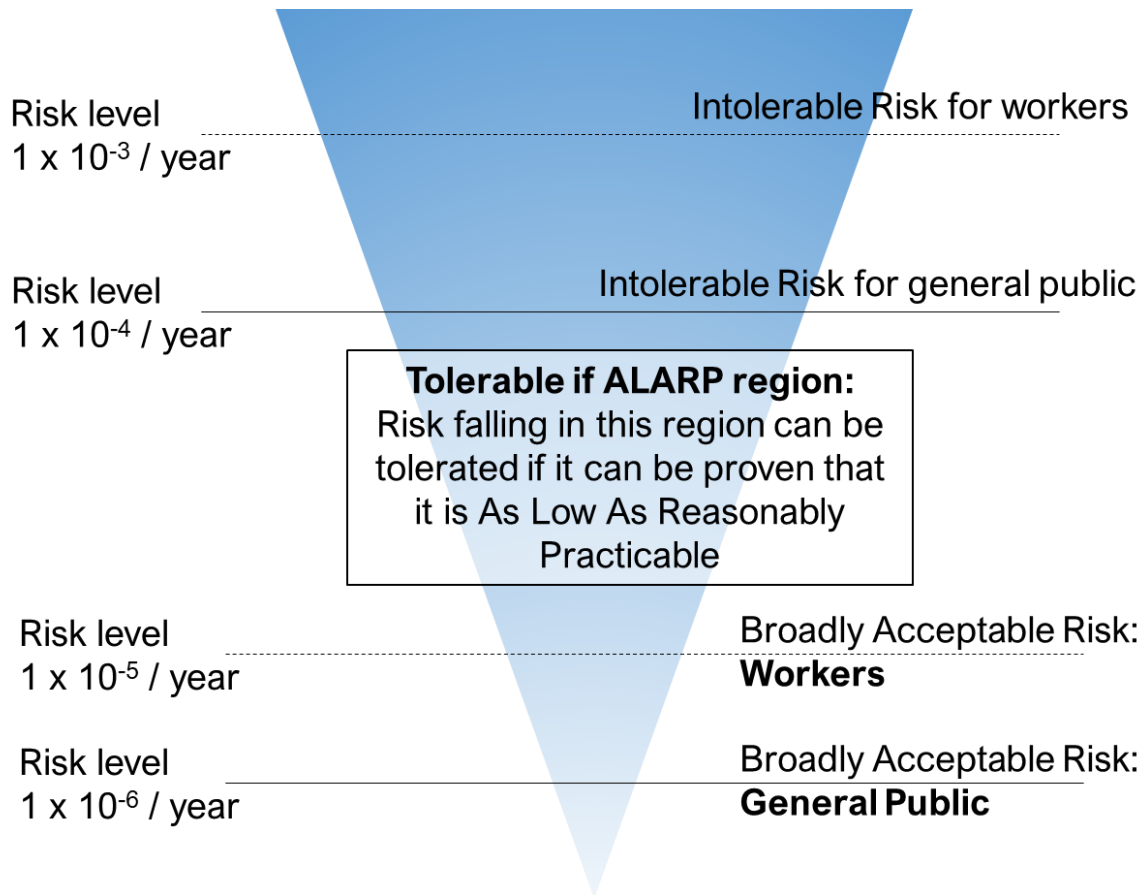 Risk level
1 x 10⁻³ / year
Intolerable Risk for workers
Risk level
1 x 10⁻⁴ / year
Intolerable Risk for general public
Tolerable if ALARP region:
Risk falling in this region can be
tolerated if it can be proven that
it is As Low As Reasonably
Practicable
Risk level
1 x 10⁻⁵ / year
Broadly Acceptable Risk:
Workers
Risk level
1 x 10⁻⁶ / year
Broadly Acceptable Risk:
General Public